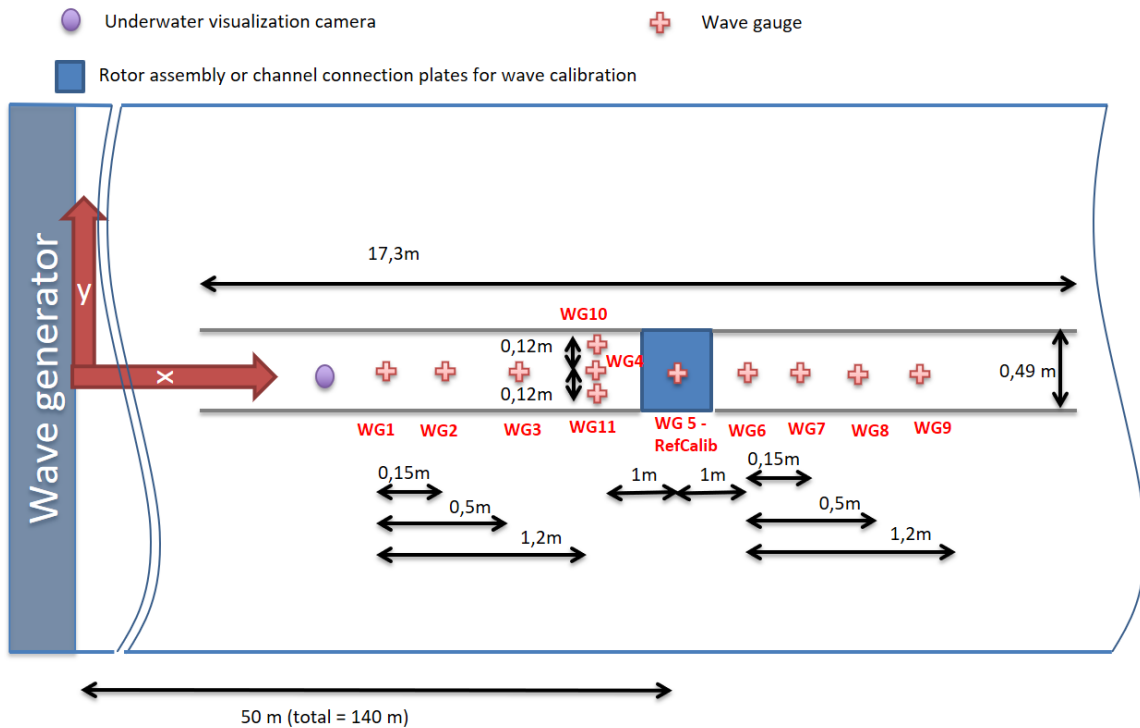 Underwater visualization camera
Wave gauge
Rotor assembly or channel connection plates for wave calibration
Wave generator
y
x
17,3m
WG10
0,12m
WG4
0,12m
0,49 m
WG1
WG2
WG3
WG11
WG 5 -
RefCalib
WG6
WG7
WG8
WG9
0,15m
1m
1m
0,15m
0,5m
0,5m
1,2m
1,2m
50 m (total = 140 m)